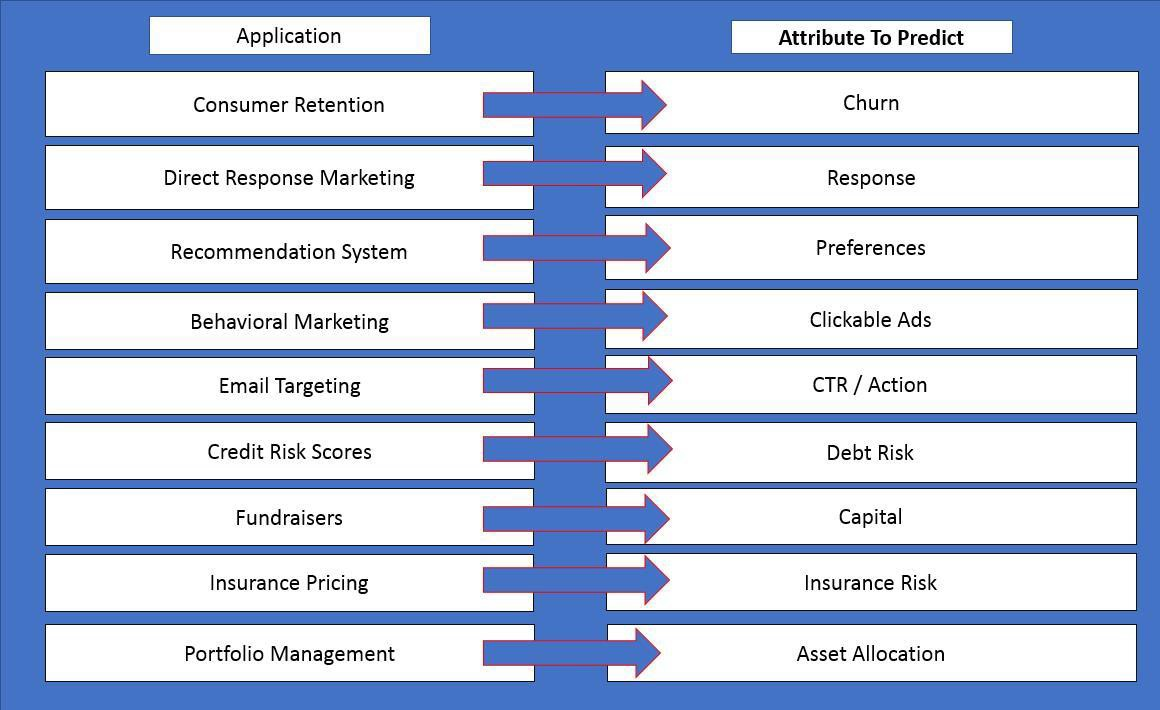 Application
Attribute To Predict
Consumer Retention
Churn
Direct Response Marketing
Response
Recommendation System
Preferences
Behavioral Marketing
Clickable Ads
Email Targeting
CTR / Action
Credit Risk Scores
Debt Risk
Fundraisers
Capital
Insurance Pricing
Insurance Risk
Portfolio Management
Asset Allocation